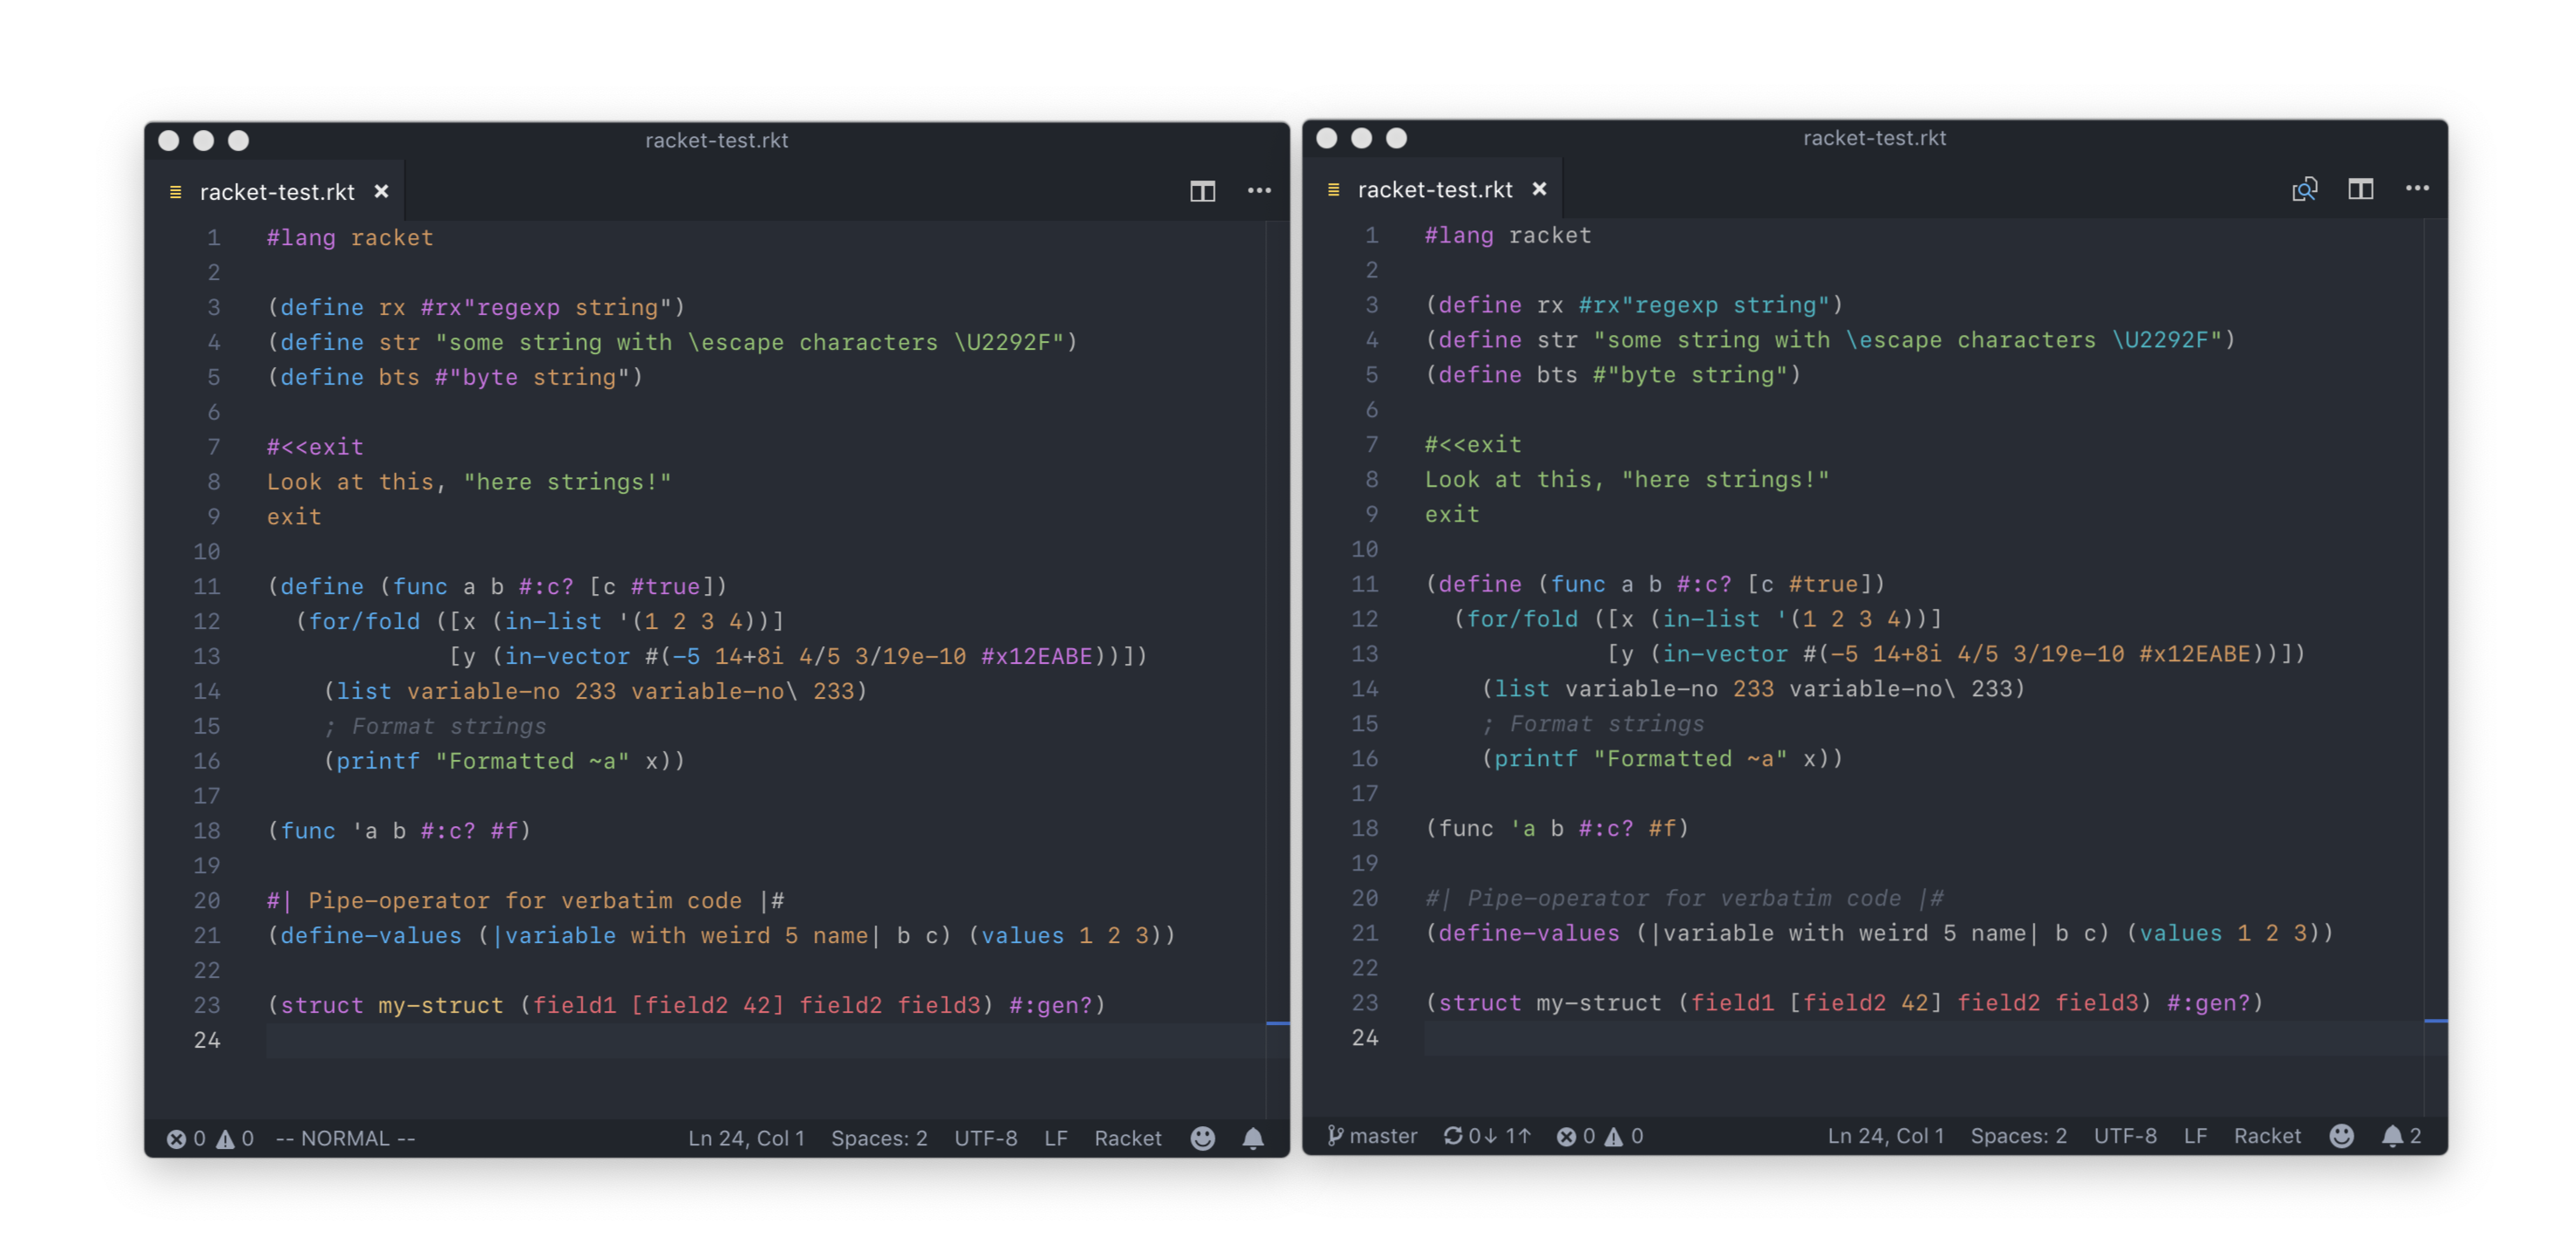 racket-test.rkt
racket-test.rkt ×
1 #lang racket
2
3 (define rx #rx"regexp string")
4 (define str "some string with \escape characters \U2292F")
5 (define bts #"byte string")
6
7 #<<exit
8 Look at this, "here strings!"
9 exit
10
11 (define (func a b #:c? [c #true])
12   (for/fold ([x (in-list '(1 2 3 4))]
13              [y (in-vector #(-5 14+8i 4/5 3/19e-10 #x12EABE))])
14     (list variable-no 233 variable-no\ 233)
15     ; Format strings
16     (printf "Formatted ~a" x))
17
18 (func 'a b #:c? #f)
19
20 #| Pipe-operator for verbatim code |#
21 (define-values (|variable with weird 5 name| b c) (values 1 2 3))
22
23 (struct my-struct (field1 [field2 42] field2 field3) #:gen?)
24
0 0 -- NORMAL -- Ln 24, Col 1 Spaces: 2 UTF-8 LF Racket
racket-test.rkt
racket-test.rkt ×
1 #lang racket
2
3 (define rx #rx"regexp string")
4 (define str "some string with \escape characters \U2292F")
5 (define bts #"byte string")
6
7 #<<exit
8 Look at this, "here strings!"
9 exit
10
11 (define (func a b #:c? [c #true])
12   (for/fold ([x (in-list '(1 2 3 4))]
13              [y (in-vector #(-5 14+8i 4/5 3/19e-10 #x12EABE))])
14     (list variable-no 233 variable-no\ 233)
15     ; Format strings
16     (printf "Formatted ~a" x))
17
18 (func 'a b #:c? #f)
19
20 #| Pipe-operator for verbatim code |#
21 (define-values (|variable with weird 5 name| b c) (values 1 2 3))
22
23 (struct my-struct (field1 [field2 42] field2 field3) #:gen?)
24
master 0↓ 1↑ 0 0 Ln 24, Col 1 Spaces: 2 UTF-8 LF Racket 2